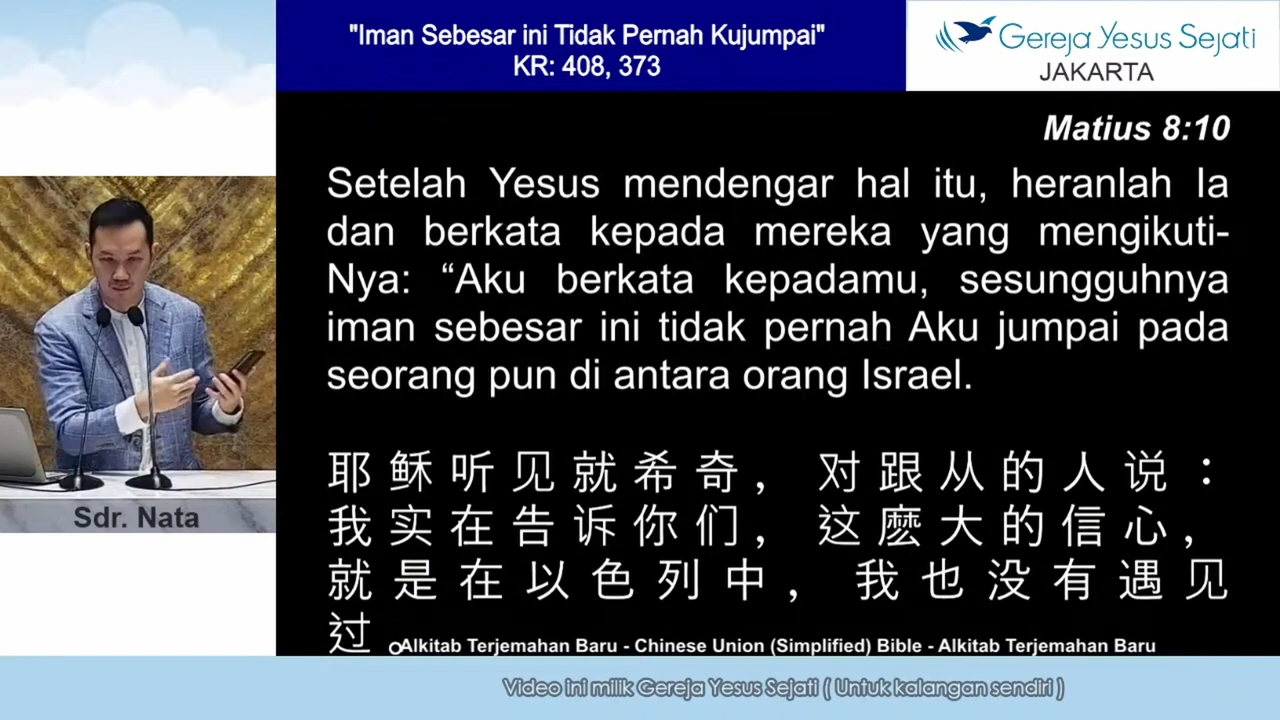 "Iman Sebesar ini Tidak Pernah Kujumpai"
KR: 408, 373
Gereja Yesus Sejati
JAKARTA
Matius 8:10
Setelah Yesus mendengar hal itu, heranlah Ia
dan berkata kepada mereka yang mengikuti-
Nya: “Aku berkata kepadamu, sesungguhnya
iman sebesar ini tidak pernah Aku jumpai pada
seorang pun di antara orang Israel.
耶稣听见就希奇，对跟从的人说：
我实在告诉你们，这麽大的信心，
就是在以色列中，我也没有遇见
过。
Alkitab Terjemahan Baru - Chinese Union (Simplified) Bible - Alkitab Terjemahan Baru
Sdr. Nata
Video ini milik Gereja Yesus Sejati ( Untuk kalangan sendiri )